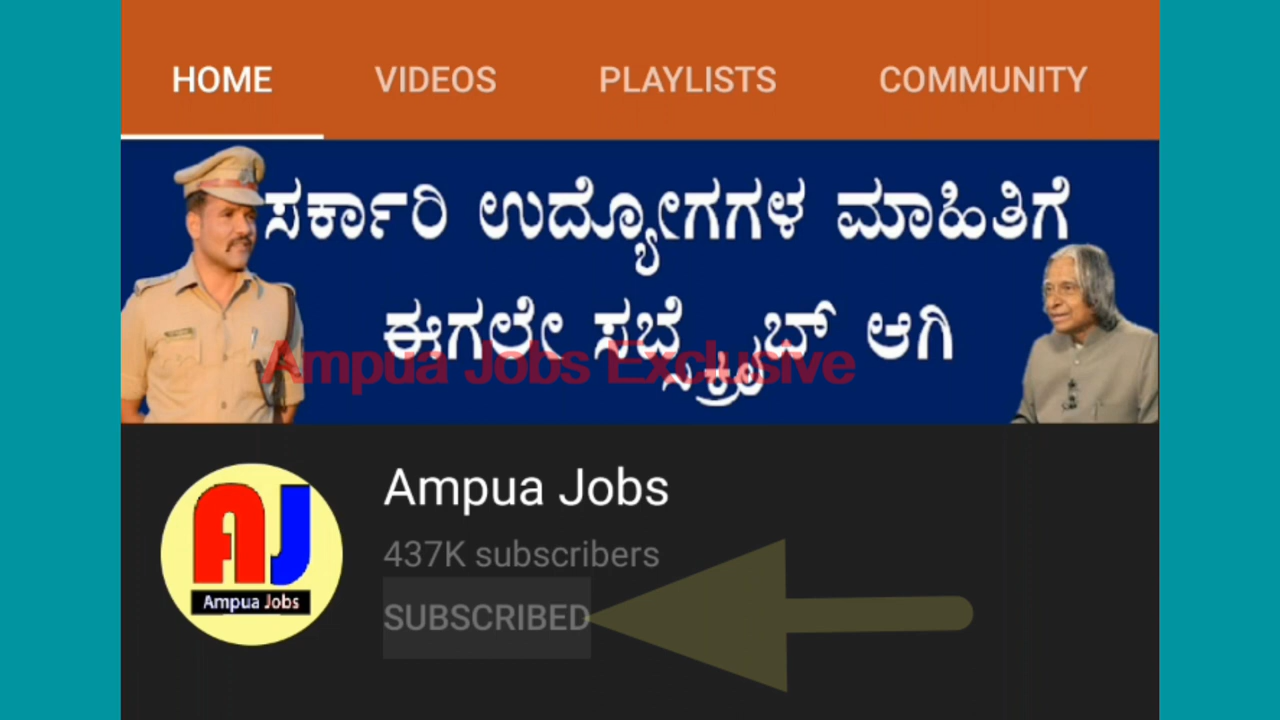 HOME VIDEOS PLAYLISTS COMMUNITY
ಸರ್ಕಾರಿ ಉದ್ಯೋಗಗಳ ಮಾಹಿತಿಗೆ
ಈಗಲೇ ಸಬ್ಸ್ಕ್ರೈಬ್ ಆಗಿ
Ampua Jobs Exclusive
Ampua Jobs
437K subscribers
SUBSCRIBED
AJ
Ampua Jobs